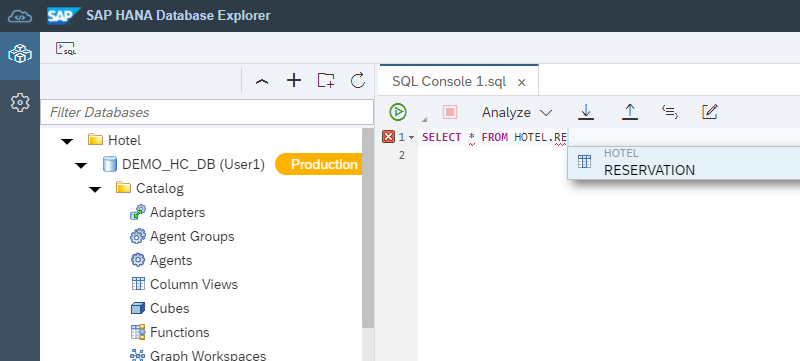 SAP SAP HANA Database Explorer
SQL
Filter Databases
Hotel
DEMO_HC_DB (User1) Production
Catalog
Adapters
Agent Groups
Agents
Column Views
Cubes
Functions
Graph Workspaces
SQL Console 1.sql ×
Analyze
1 SELECT * FROM HOTEL.RE
2
HOTEL
RESERVATION